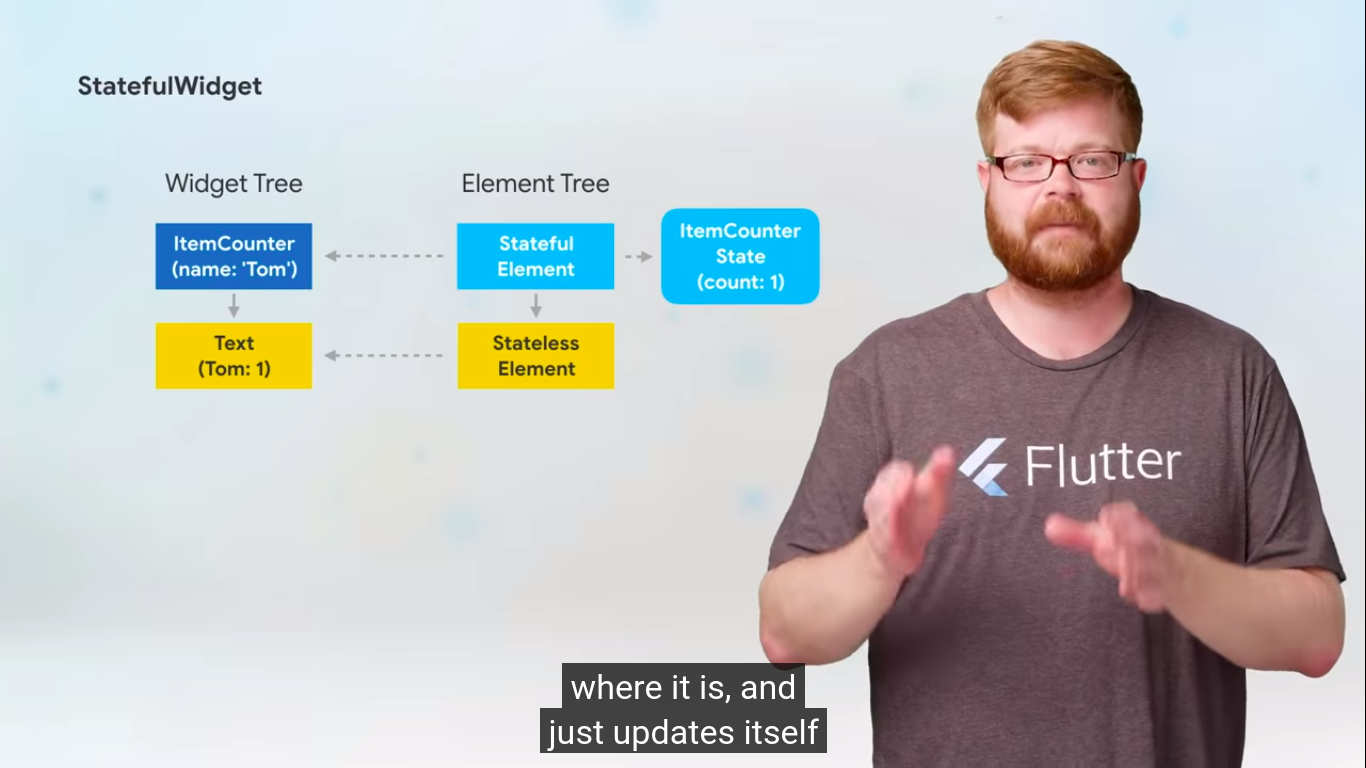 StatefulWidget
Widget Tree
Element Tree
ItemCounter
(name: 'Tom')
Stateful
Element
ItemCounter
State
(count: 1)
Text
(Tom: 1)
Stateless
Element
Flutter
where it is, and
just updates itself